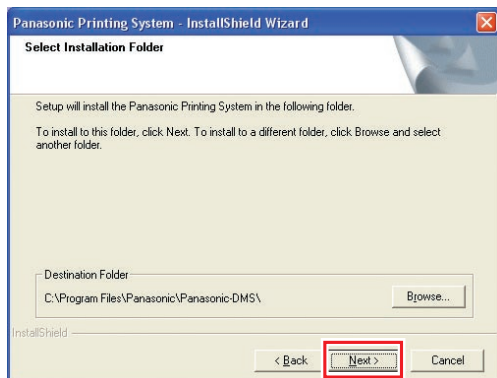 Panasonic Printing System - InstallShield Wizard
Select Installation Folder
Setup will install the Panasonic Printing System in the following folder.
To install to this folder, click Next. To install to a different folder, click Browse and select
another folder.
Destination Folder
C:\Program Files\Panasonic\Panasonic-DMS\
Browse...
InstallShield
< Back
Next >
Cancel